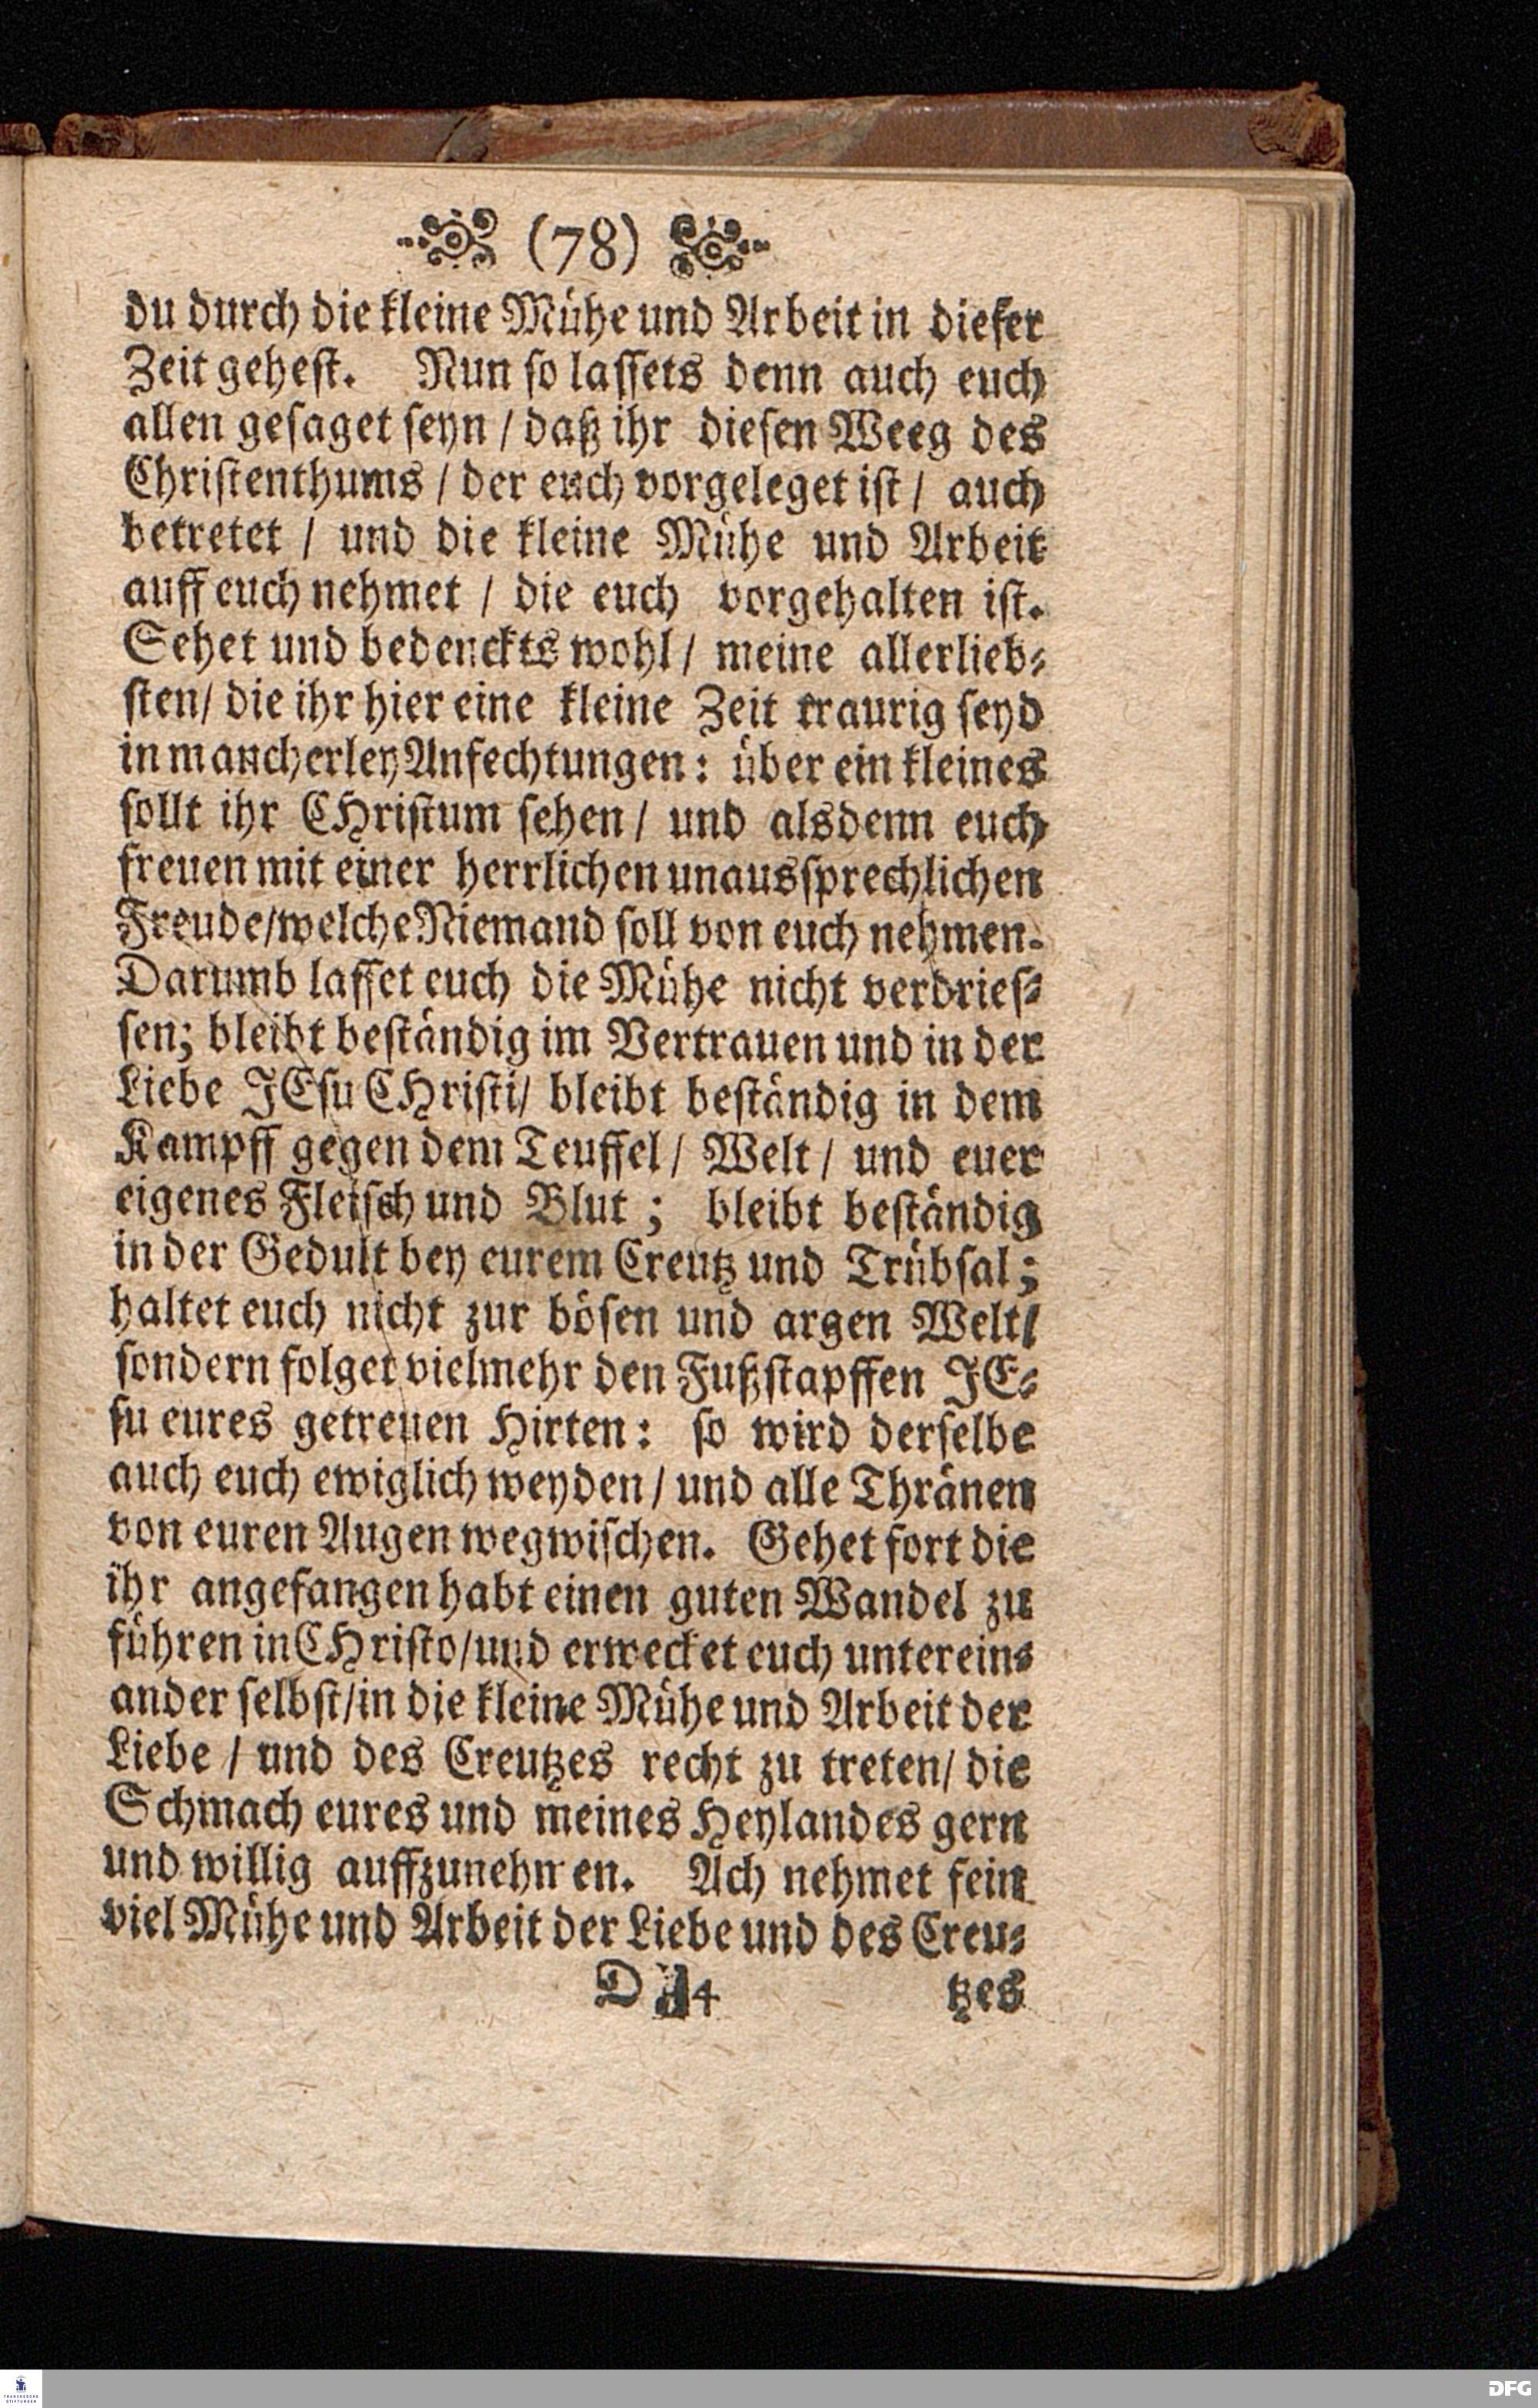 (78)
du durch die kleine Mühe und Arbeit in dieser
Zeit gehest. Nun so lassets denn auch euch
allen gesaget seyn / daß ihr diesen Weeg des
Christenthums / der euch vorgeleget ist / auch
betretet / und die kleine Mühe und Arbeit
auff euch nehmet / die euch vorgehalten ist.
Sehet und bedenckts wohl / meine allerlieb-
sten / die ihr hier eine kleine Zeit traurig seyd
in mancherley Anfechtungen: über ein kleines
sollt ihr CHristum sehen / und alsdenn euch
freuen mit einer herrlichen unaussprechlichen
Freude / welche Niemand soll von euch nehmen.
Darumb lasset euch die Mühe nicht verdries-
sen; bleibt beständig im Vertrauen und in der
Liebe JEsu CHristi / bleibt beständig in dem
Kampff gegen dem Teuffel / Welt / und euer
eigenes Fleisch und Blut ; bleibt beständig
in der Gedult bey eurem Creutz und Trübsal;
haltet euch nicht zur bösen und argen Welt /
sondern folget vielmehr den Fußstapffen JE-
su eures getreuen Hirten: so wird derselbe
auch euch ewiglich weyden / und alle Thränen
von euren Augen wegwischen. Gehet fort die
ihr angefangen habt einen guten Wandel zu
führen in CHristo / und erwecket euch unterein-
ander selbst / in die kleine Mühe und Arbeit der
Liebe / und des Creutzes recht zu treten / die
Schmach eures und meines Heylandes gern
und willig auffzunehmen. Ach nehmet fein
viel Mühe und Arbeit der Liebe und des Creu-
D 4 tzes
FRANCKESCHE
STIFTUNGEN
DFG